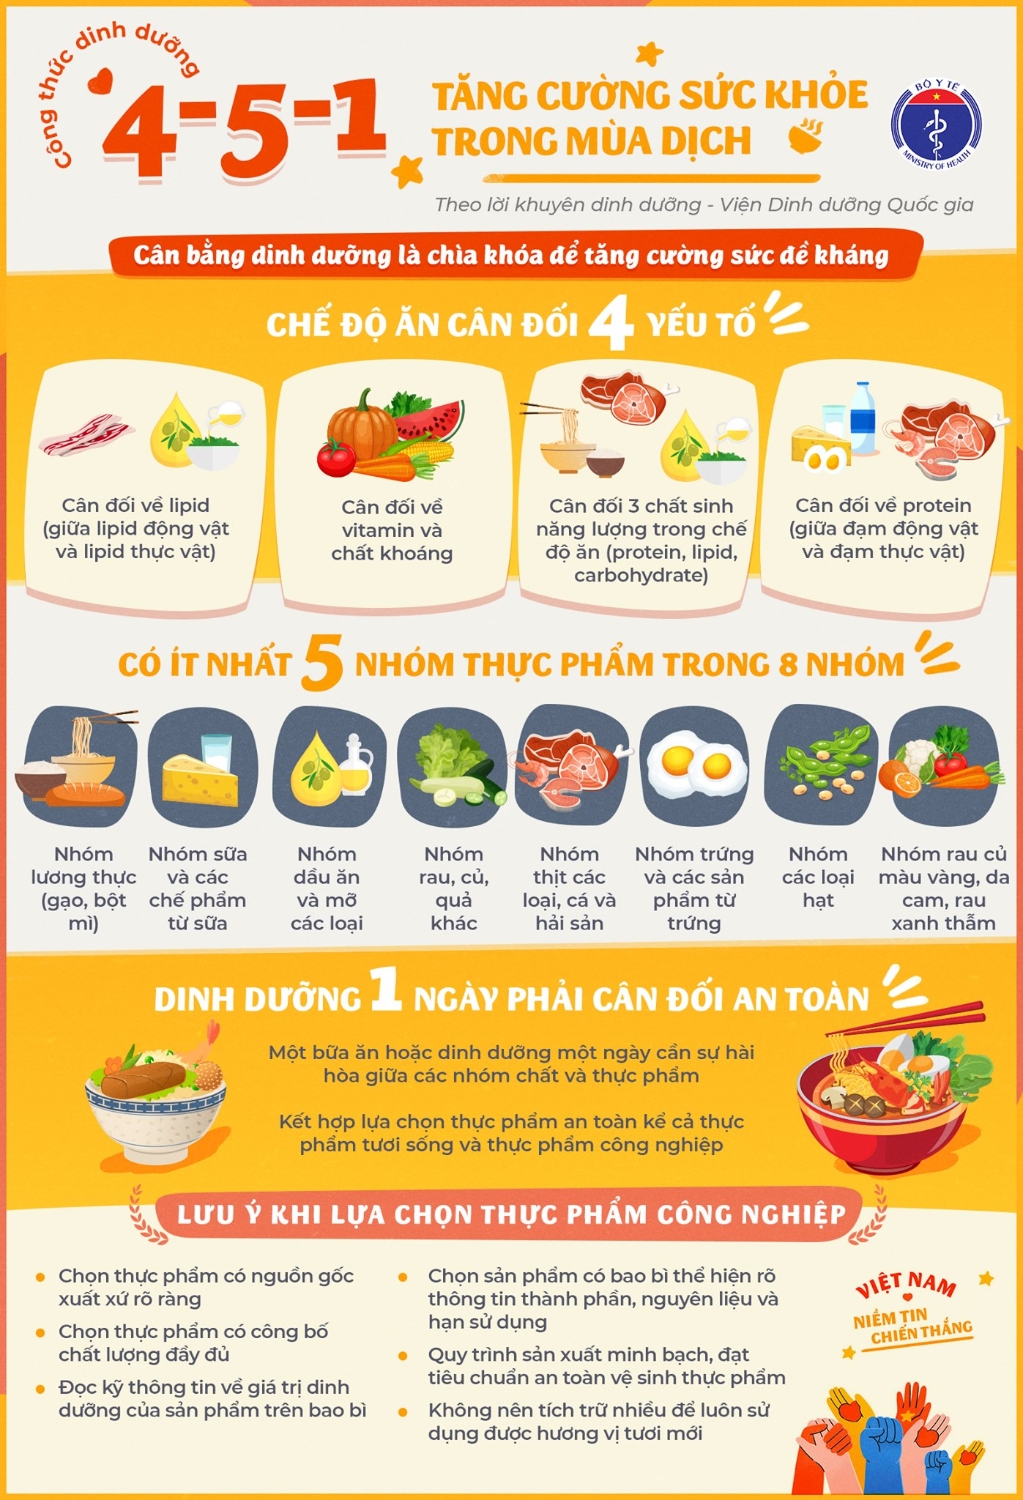 Công thức dinh dưỡng
4-5-1
TĂNG CƯỜNG SỨC KHỎE
TRONG MÙA DỊCH
BỘ Y TẾ
MINISTRY OF HEALTH
Theo lời khuyên dinh dưỡng - Viện Dinh dưỡng Quốc gia
Cân bằng dinh dưỡng là chìa khóa để tăng cường sức đề kháng
CHẾ ĐỘ ĂN CÂN ĐỐI 4 YẾU TỐ
Cân đối về lipid
(giữa lipid động vật
và lipid thực vật)
Cân đối về
vitamin và
chất khoáng
Cân đối 3 chất sinh
năng lượng trong chế
độ ăn (protein, lipid,
carbohydrate)
Cân đối về protein
(giữa đạm động vật
và đạm thực vật)
CÓ ÍT NHẤT 5 NHÓM THỰC PHẨM TRONG 8 NHÓM
Nhóm
lương thực
(gạo, bột
mì)
Nhóm sữa
và các
chế phẩm
từ sữa
Nhóm
dầu ăn
và mỡ
các loại
Nhóm
rau, củ,
quả
khác
Nhóm
thịt các
loại, cá và
hải sản
Nhóm trứng
và các sản
phẩm từ
trứng
Nhóm
các loại
hạt
Nhóm rau củ
màu vàng, da
cam, rau
xanh thẫm
DINH DƯỠNG 1 NGÀY PHẢI CÂN ĐỐI AN TOÀN
Một bữa ăn hoặc dinh dưỡng một ngày cần sự hài
hòa giữa các nhóm chất và thực phẩm
Kết hợp lựa chọn thực phẩm an toàn kể cả thực
phẩm tươi sống và thực phẩm công nghiệp
LƯU Ý KHI LỰA CHỌN THỰC PHẨM CÔNG NGHIỆP
• Chọn thực phẩm có nguồn gốc
xuất xứ rõ ràng
• Chọn thực phẩm có công bố
chất lượng đầy đủ
• Đọc kỹ thông tin về giá trị dinh
dưỡng của sản phẩm trên bao bì
• Chọn sản phẩm có bao bì thể hiện rõ
thông tin thành phần, nguyên liệu và
hạn sử dụng
• Quy trình sản xuất minh bạch, đạt
tiêu chuẩn an toàn vệ sinh thực phẩm
• Không nên tích trữ nhiều để luôn sử
dụng được hương vị tươi mới
VIỆT NAM
NIỀM TIN
CHIẾN THẮNG